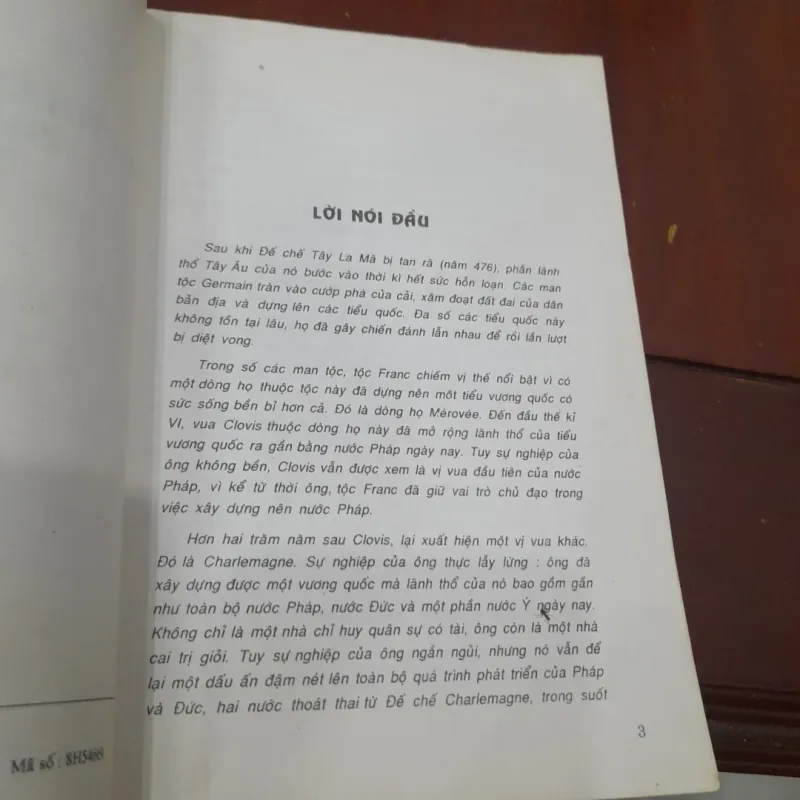 LỜI NÓI ĐẦU
Sau khi Đế chế Tây La Mã bị tan rã (năm 476), phần lãnh
thổ Tây Âu của nó bước vào thời kì hết sức hỗn loạn. Các man
tộc Germain tràn vào cướp phá của cải, xâm đoạt đất đai của dân
bản địa và dựng lên các tiểu quốc. Đa số các tiểu quốc này
không tồn tại lâu, họ đã gây chiến đánh lẫn nhau để rồi lần lượt
bị diệt vong.
Trong số các man tộc, tộc Franc chiếm vị thế nổi bật vì có
một dòng họ thuộc tộc này đã dựng nên một tiểu vương quốc có
sức sống bền bỉ hơn cả. Đó là dòng họ Mérovée. Đến đầu thế kỉ
VI, vua Clovis thuộc dòng họ này đã mở rộng lãnh thổ của tiểu
vương quốc ra gần bằng nước Pháp ngày nay. Tuy sự nghiệp của
ông không bền, Clovis vẫn được xem là vị vua đầu tiên của nước
Pháp, vì kể từ thời ông, tộc Franc đã giữ vai trò chủ đạo trong
việc xây dựng nên nước Pháp.
Hơn hai trăm năm sau Clovis, lại xuất hiện một vị vua khác.
Đó là Charlemagne. Sự nghiệp của ông thực lẫy lừng : ông đã
xây dựng được một vương quốc mà lãnh thổ của nó bao gồm gần
như toàn bộ nước Pháp, nước Đức và một phần nước Ý ngày nay.
Không chỉ là một nhà chỉ huy quân sự có tài, ông còn là một nhà
cai trị giỏi. Tuy sự nghiệp của ông ngắn ngủi, nhưng nó vẫn để
lại một dấu ấn đậm nét lên toàn bộ quá trình phát triển của Pháp
và Đức, hai nước thoát thai từ Đế chế Charlemagne, trong suốt
3
Mã số : 8H5468